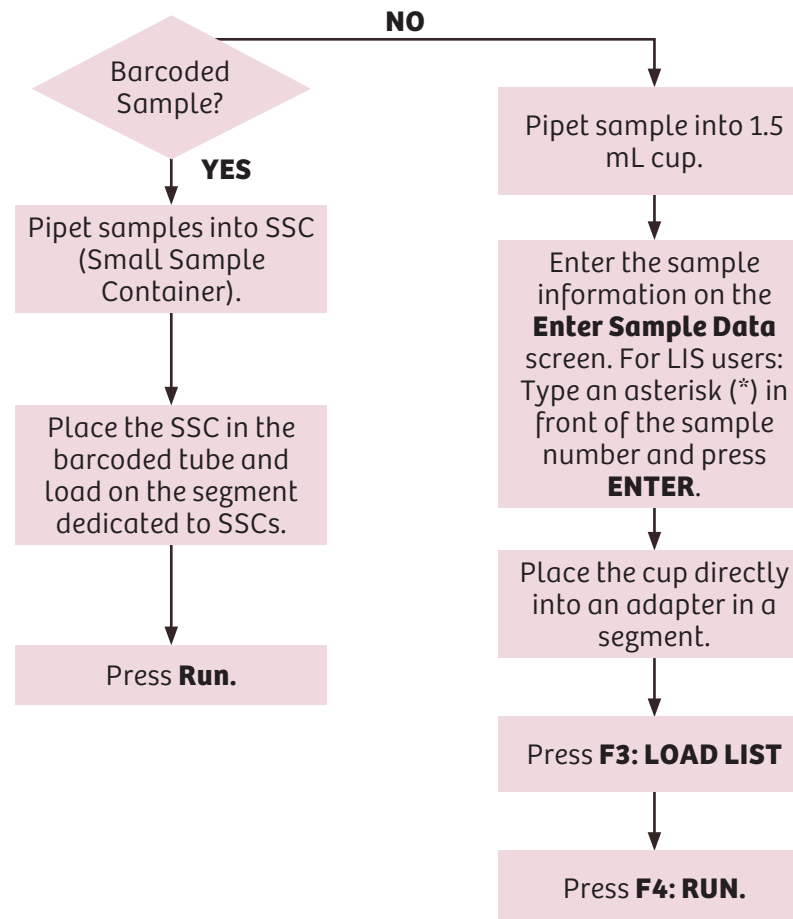 Barcoded
Sample?
YES
Pipet samples into SSC
(Small Sample
Container).
Place the SSC in the
barcoded tube and
load on the segment
dedicated to SSCs.
Press Run.
NO
Pipet sample into 1.5
mL cup.
Enter the sample
information on the
Enter Sample Data
screen. For LIS users:
Type an asterisk (*) in
front of the sample
number and press
ENTER.
Place the cup directly
into an adapter in a
segment.
Press F3: LOAD LIST
Press F4: RUN.